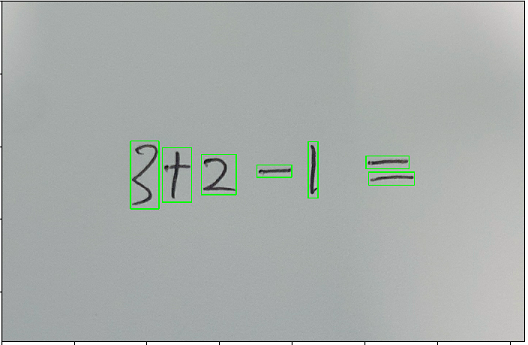 3+2-1 =